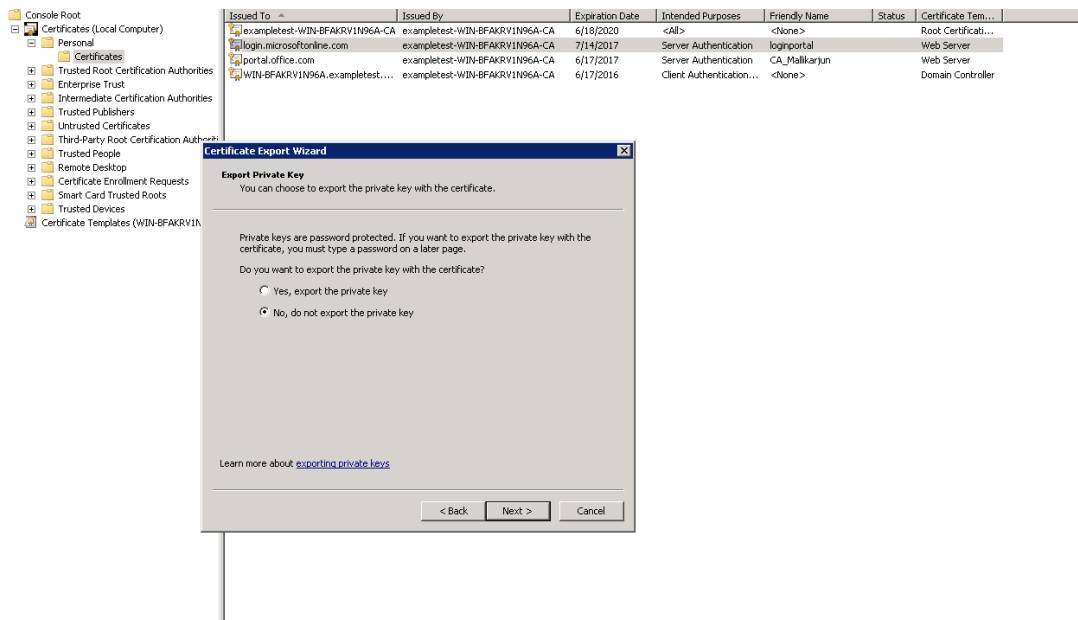 Console Root
Certificates (Local Computer)
Personal
Certificates
Trusted Root Certification Authorities
Enterprise Trust
Intermediate Certification Authorities
Trusted Publishers
Untrusted Certificates
Third-Party Root Certification Authoriti
Trusted People
Remote Desktop
Certificate Enrollment Requests
Smart Card Trusted Roots
Trusted Devices
Certificate Templates (WIN-BFAKRV1N
Issued To Issued By Expiration Date Intended Purposes Friendly Name Status Certificate Tem...
exampletest-WIN-BFAKRV1N96A-CA exampletest-WIN-BFAKRV1N96A-CA 6/18/2020 <All> <None> Root Certificati...
login.microsoftonline.com exampletest-WIN-BFAKRV1N96A-CA 7/14/2017 Server Authentication loginportal Web Server
portal.office.com exampletest-WIN-BFAKRV1N96A-CA 6/17/2017 Server Authentication CA_Mallikarjun Web Server
WIN-BFAKRV1N96A.exampletest.... exampletest-WIN-BFAKRV1N96A-CA 6/17/2016 Client Authentication... <None> Domain Controller
Certificate Export Wizard
Export Private Key
You can choose to export the private key with the certificate.
Private keys are password protected. If you want to export the private key with the
certificate, you must type a password on a later page.
Do you want to export the private key with the certificate?
Yes, export the private key
No, do not export the private key
Learn more about exporting private keys
< Back Next > Cancel